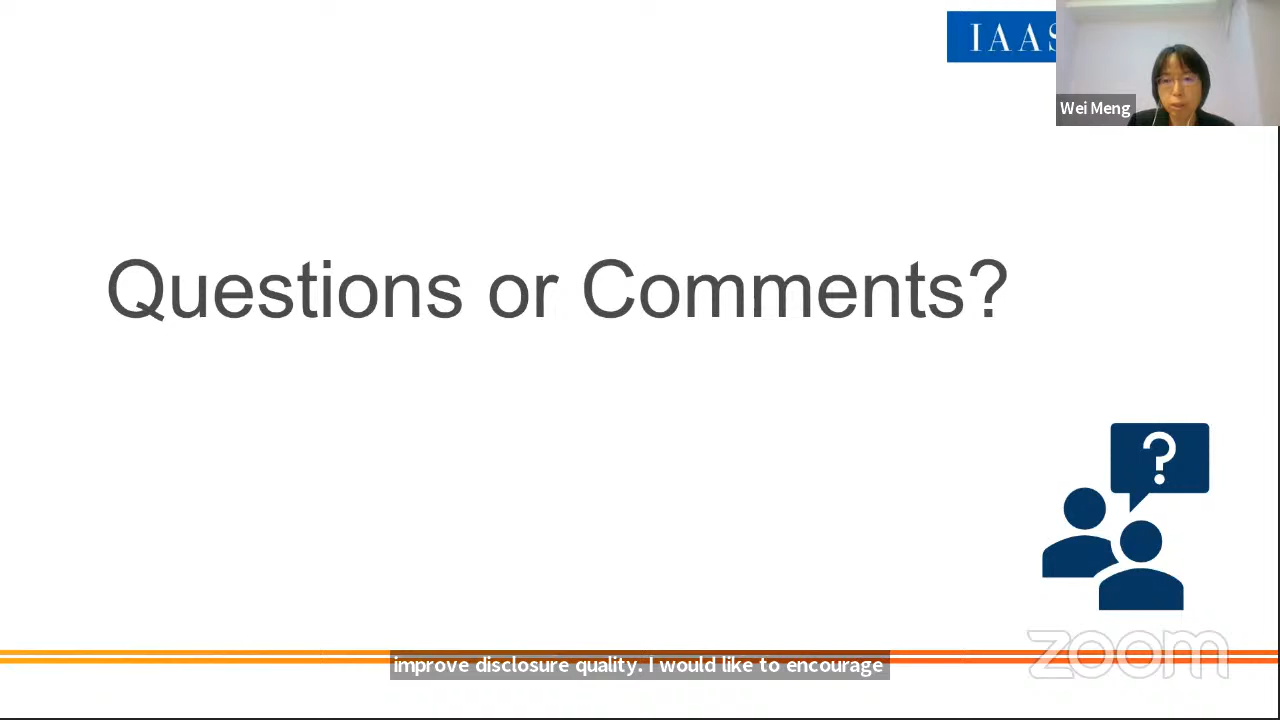 IAAS
Wei Meng
Questions or Comments?
?
zoom
improve disclosure quality. I would like to encourage